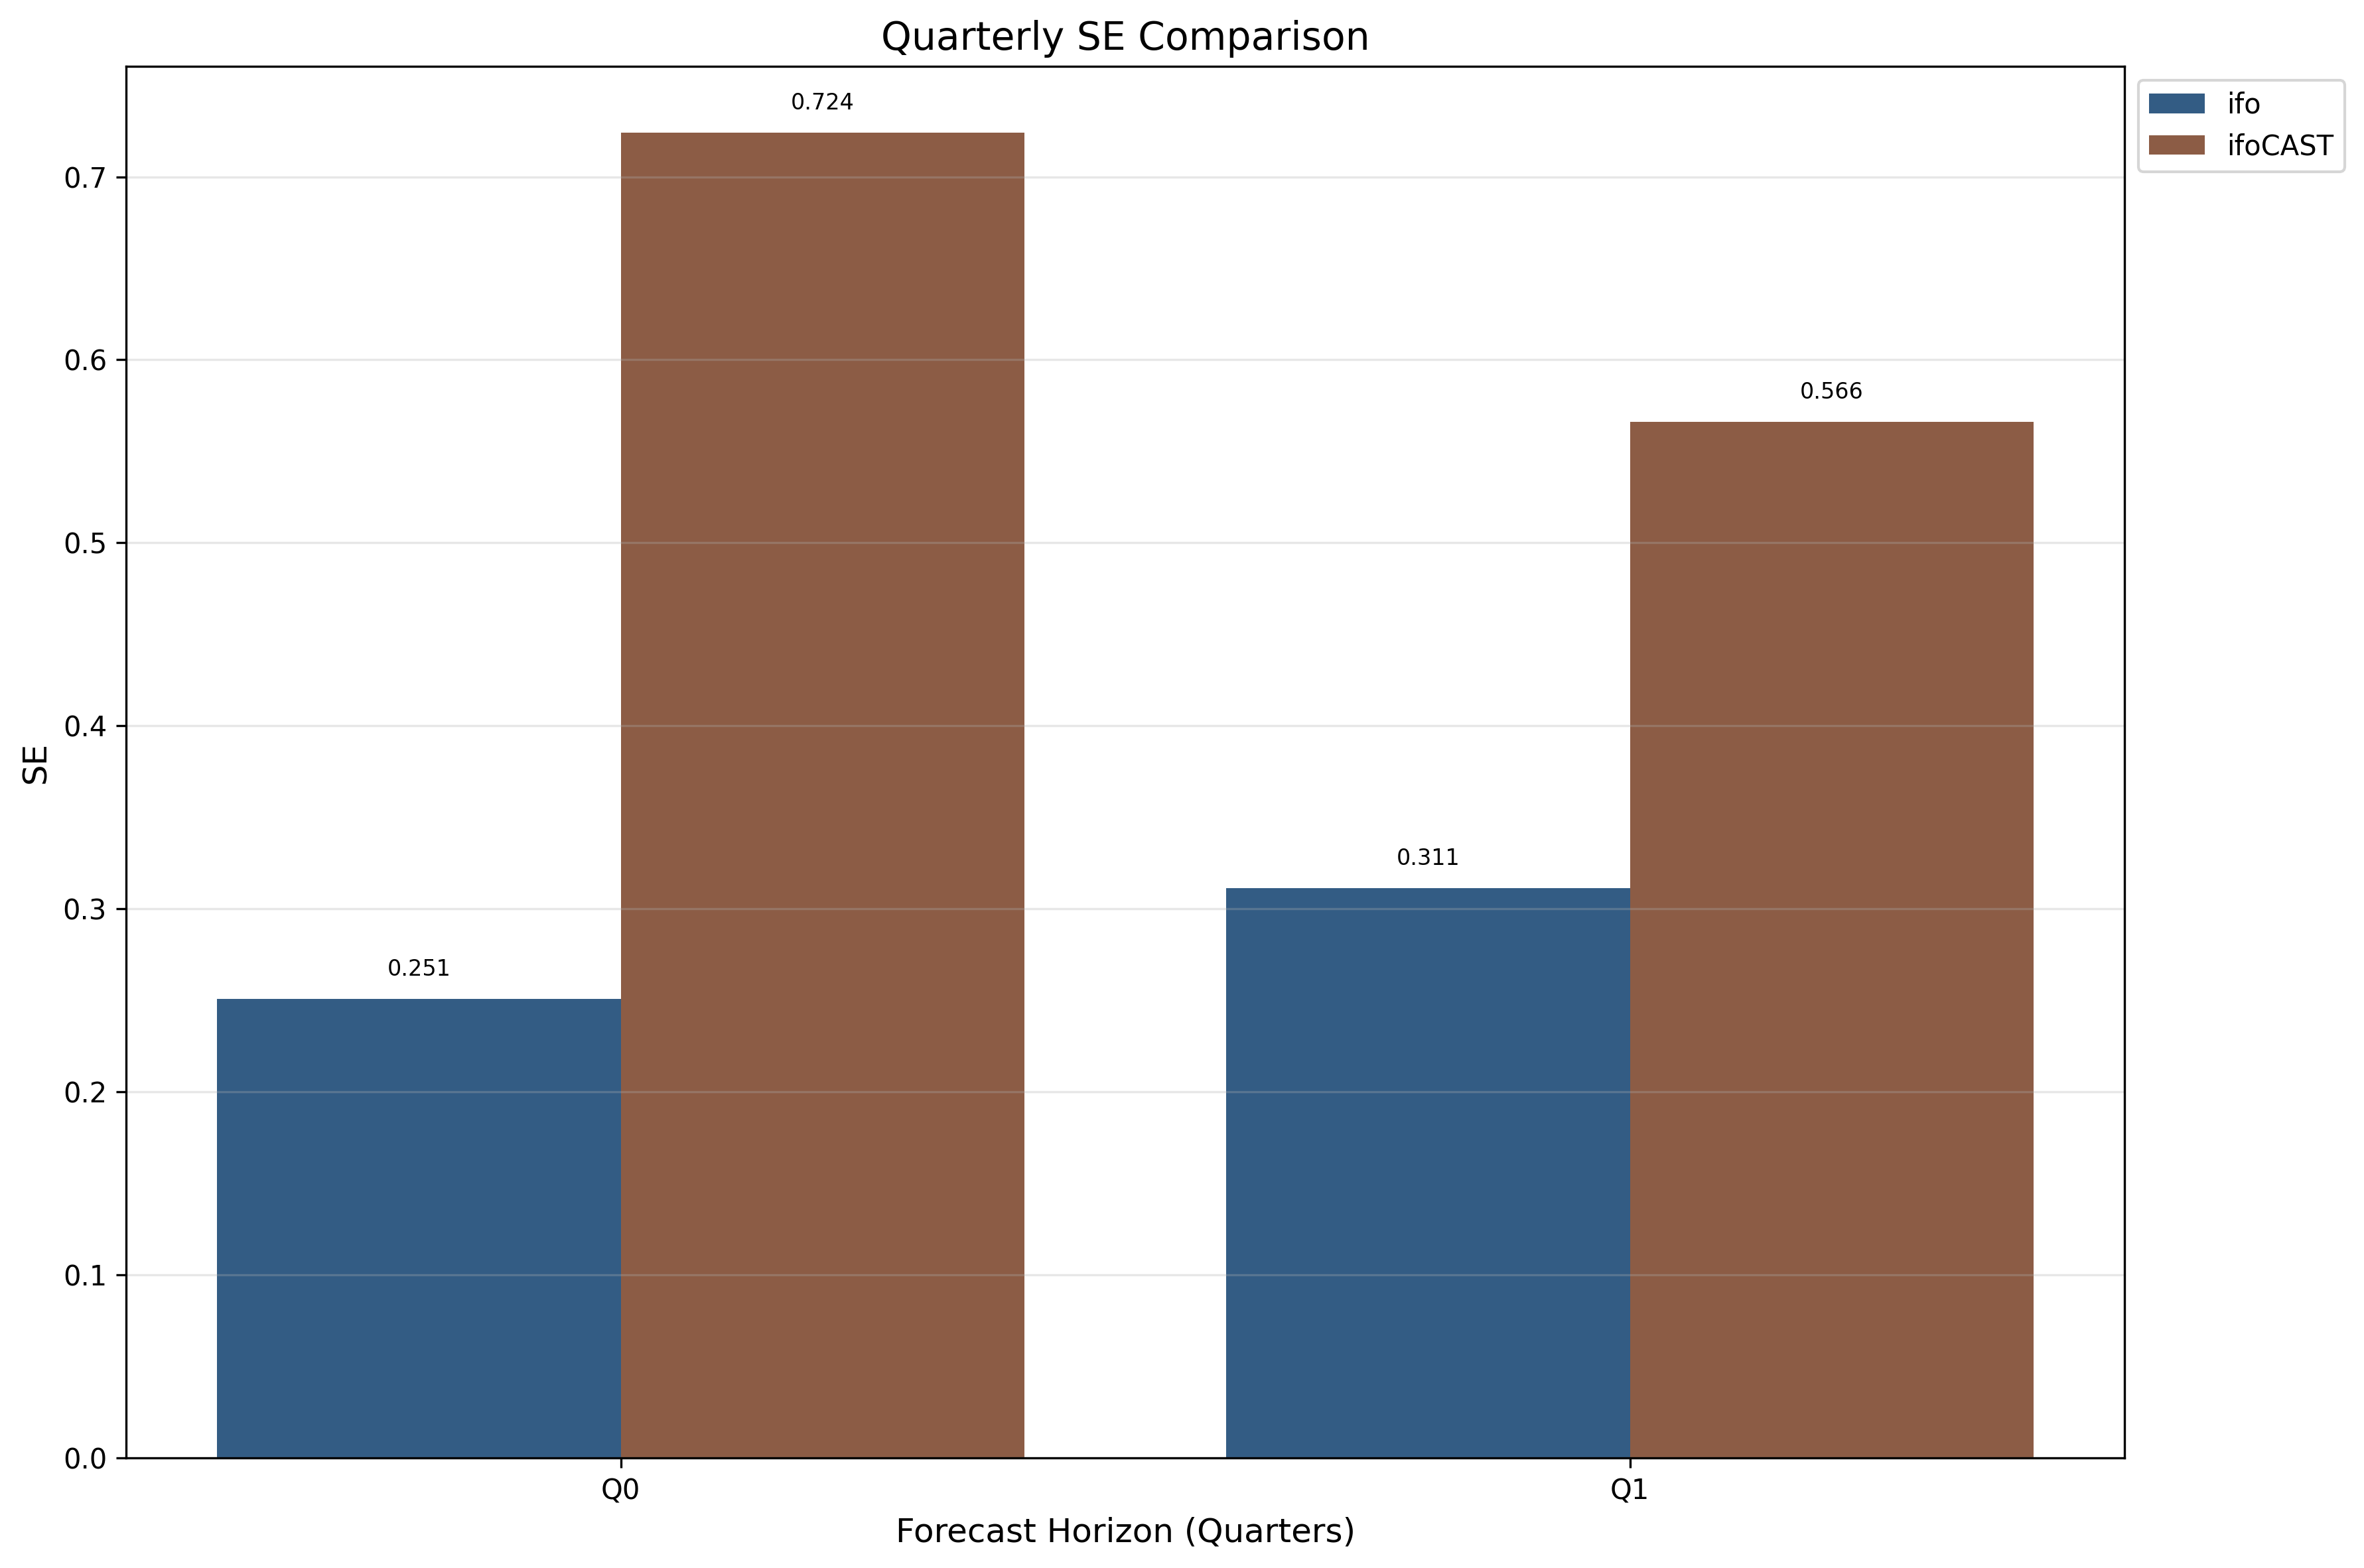 Quarterly SE Comparison
ifo
ifoCAST
0.724
0.566
0.311
0.251
SE
0.7
0.6
0.5
0.4
0.3
0.2
0.1
0.0
Q0
Q1
Forecast Horizon (Quarters)